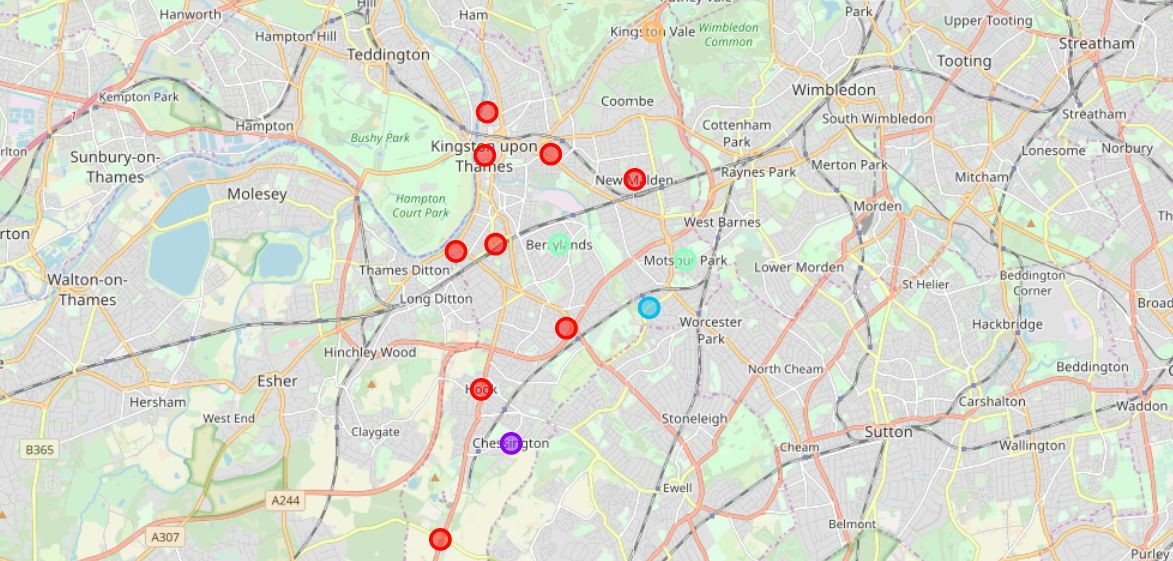 Hanworth
Hill
Ham
Putney Vale
Park
Upper Tooting
Hampton Hill
Kingston Vale
Wimbledon
Common
Streatham
Teddington
Tooting
Kempton Park
Coombe
Wimbledon
Streatham
Hampton
Bushy Park
Cottenham
Park
South Wimbledon
Kingston upon
Thames
Lonesome
Norbury
Sunbury-on-
Thames
Merton Park
Raynes Park
Mitcham
Molesey
New Malden
Hampton
Court Park
Morden
West Barnes
Berrylands
Motspur Park
Thames Ditton
Lower Morden
Beddington
Corner
Walton-on-
Thames
St Helier
Long Ditton
Worcester
Park
Hackbridge
Hinchley Wood
North Cheam
Beddington
Esher
Hook
Hersham
Carshalton
Waddon
West End
Claygate
Stoneleigh
Sutton
Chessington
Cheam
Wallington
B365
Ewell
A244
Belmont
A307
Purley